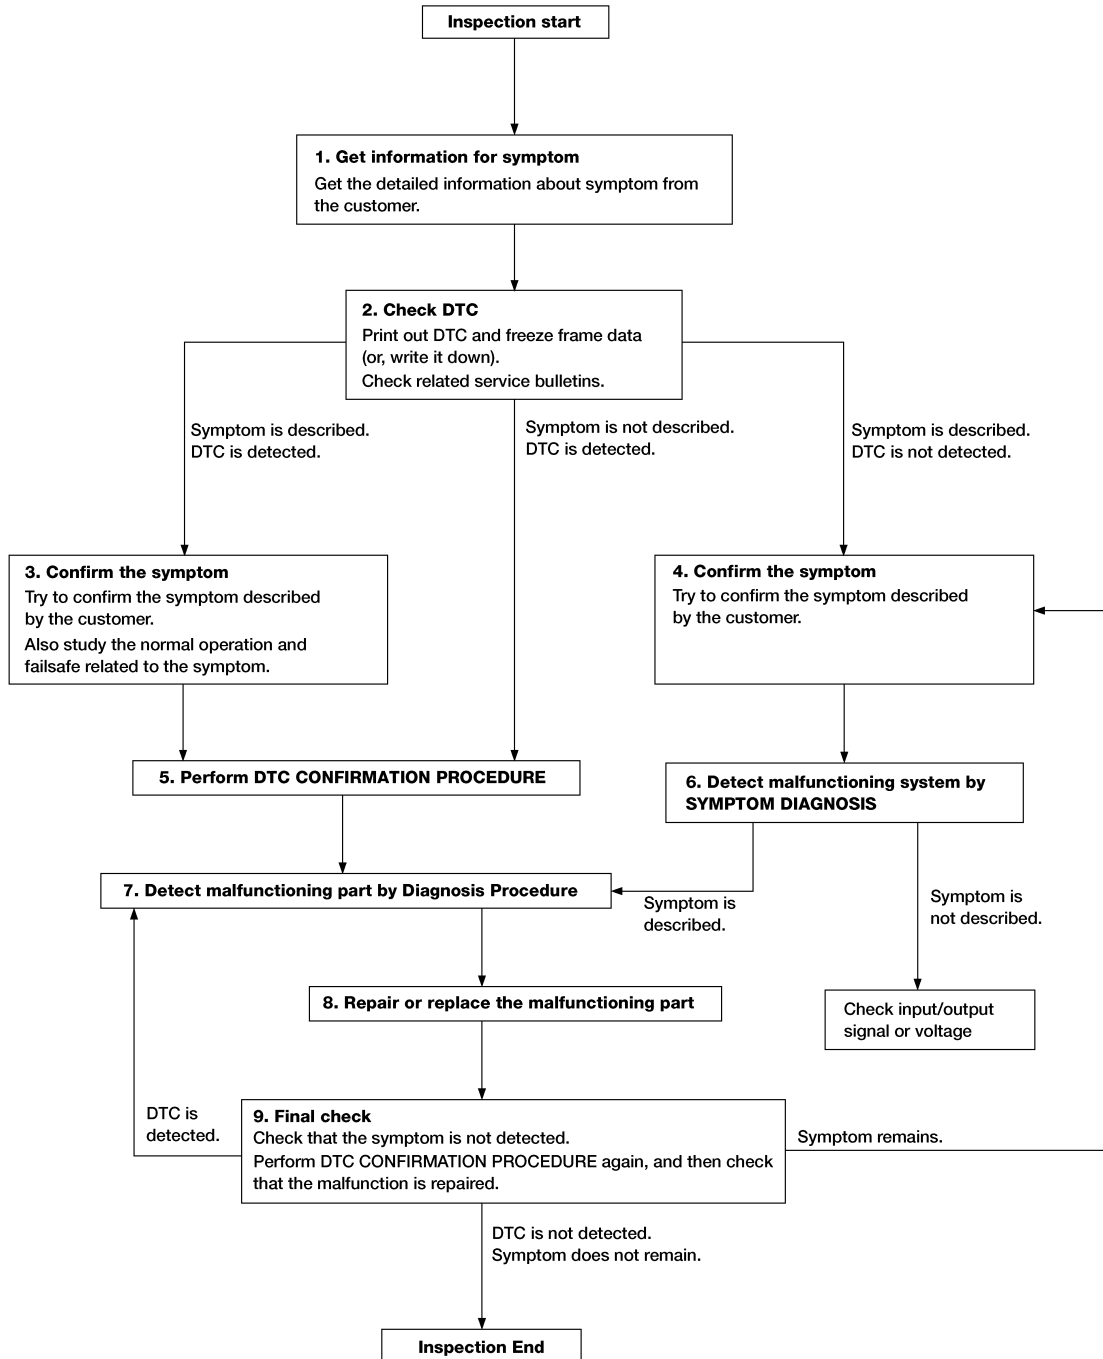 Inspection start
1. Get information for symptom
Get the detailed information about symptom from
the customer.
2. Check DTC
Print out DTC and freeze frame data
(or, write it down).
Check related service bulletins.
Symptom is described.
DTC is detected.
Symptom is not described.
DTC is detected.
Symptom is described.
DTC is not detected.
3. Confirm the symptom
Try to confirm the symptom described
by the customer.
Also study the normal operation and
failsafe related to the symptom.
4. Confirm the symptom
Try to confirm the symptom described
by the customer.
5. Perform DTC CONFIRMATION PROCEDURE
6. Detect malfunctioning system by
SYMPTOM DIAGNOSIS
7. Detect malfunctioning part by Diagnosis Procedure
Symptom is
described.
Symptom is
not described.
8. Repair or replace the malfunctioning part
Check input/output
signal or voltage
DTC is
detected.
9. Final check
Check that the symptom is not detected.
Perform DTC CONFIRMATION PROCEDURE again, and then check
that the malfunction is repaired.
Symptom remains.
DTC is not detected.
Symptom does not remain.
Inspection End